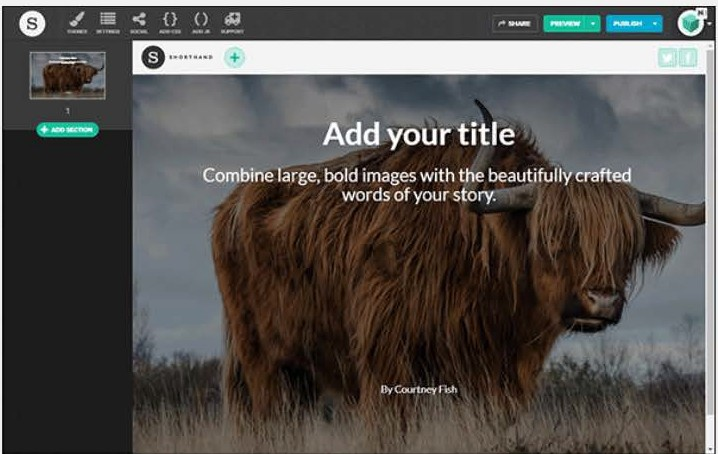 S
THEMES
SETTINGS
SOCIAL
ADD CSS
ADD JS
SUPPORT
SHARE
PREVIEW
PUBLISH
S SHORTHAND
1
ADD SECTION
Add your title
Combine large, bold images with the beautifully crafted
words of your story.
By Courtney Fish